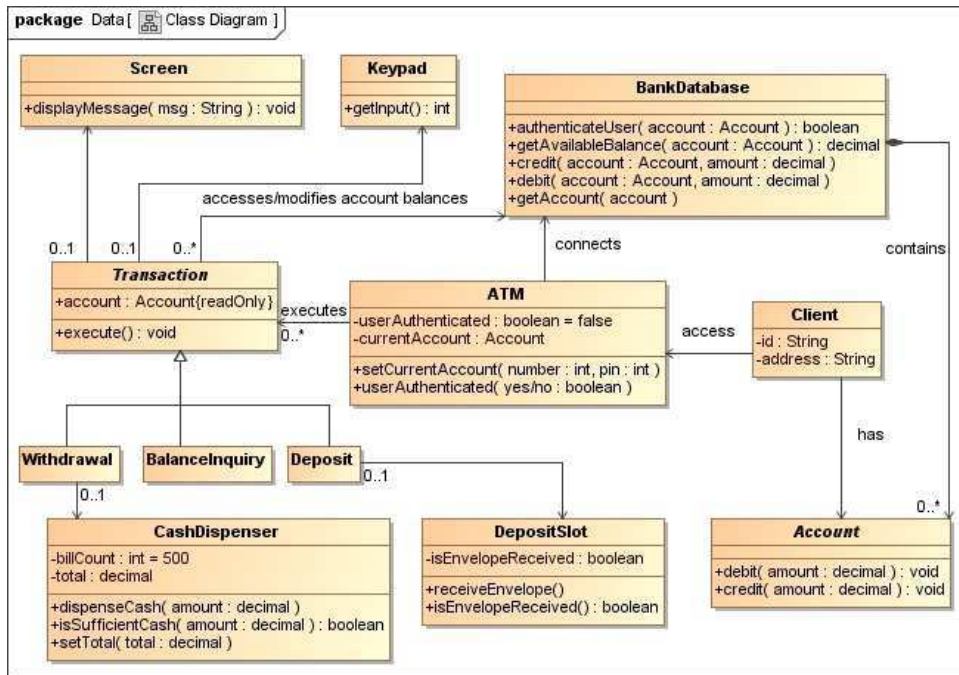 package Data[ Class Diagram ]
Screen
+displayMessage( msg : String ) : void
Keypad
+getInput() : int
BankDatabase
+authenticateUser( account : Account ) : boolean
+getAvailableBalance( account : Account ) : decimal
+credit( account : Account, amount : decimal )
+debit( account : Account, amount : decimal )
+getAccount( account )
accesses/modifies account balances
0..1
0..1
0..*
connects
contains
Transaction
+account : Account{readOnly}
+execute() : void
executes
0..*
ATM
-userAuthenticated : boolean = false
-currentAccount : Account
+setCurrentAccount( number : int, pin : int )
+userAuthenticated( yes/no : boolean )
access
Client
-id : String
-address : String
has
Withdrawal
BalanceInquiry
Deposit
0..1
0..1
0..*
CashDispenser
-billCount : int = 500
-total : decimal
+dispenseCash( amount : decimal )
+isSufficientCash( amount : decimal ) : boolean
+setTotal( total : decimal )
DepositSlot
-isEnvelopeReceived : boolean
+receiveEnvelope()
+isEnvelopeReceived() : boolean
Account
+debit( amount : decimal ) : void
+credit( amount : decimal ) : void